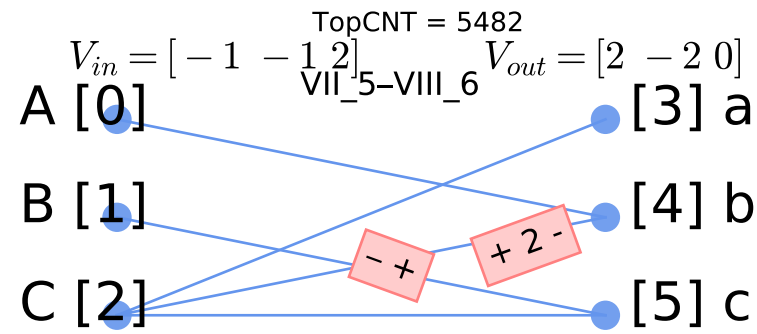 TopCNT = 5482
V_in = [ − 1 − 1 2] V_out = [2 − 2 0]
VII_5–VIII_6
A [0] [3] a
B [1] [4] b
+ 2 -
− +
C [2] [5] c